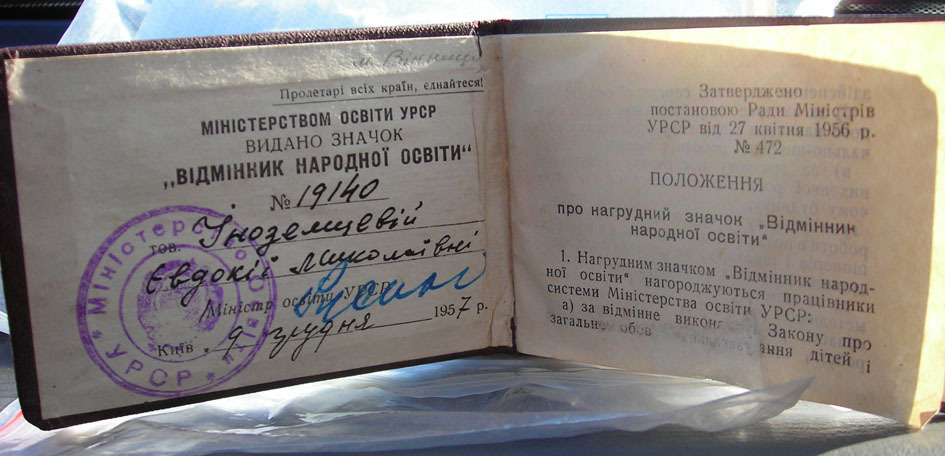 м. Вінниця
Пролетарі всіх країн, єднайтеся!
МІНІСТЕРСТВОМ ОСВІТИ УРСР
ВИДАНО ЗНАЧОК
„ВІДМІННИК НАРОДНОЇ ОСВІТИ“
№ 19140
тов. Іноземцевій
Євдокії Миколаївні
Міністр освіти УРСР
Київ „ 9 грудня 1957 р.
* МІНІСТЕРСТВО УРСР
Затверджено
постановою Ради Міністрів
УРСР від 27 квітня 1956 р.
№ 472
ПОЛОЖЕННЯ
про нагрудний значок „Відмінник
народної освіти“
1. Нагрудним значком „Відмінник народ-
ної освіти“ нагороджуються працівники
системи Міністерства освіти УРСР:
а) за відмінне Закону про
загальне дітей і